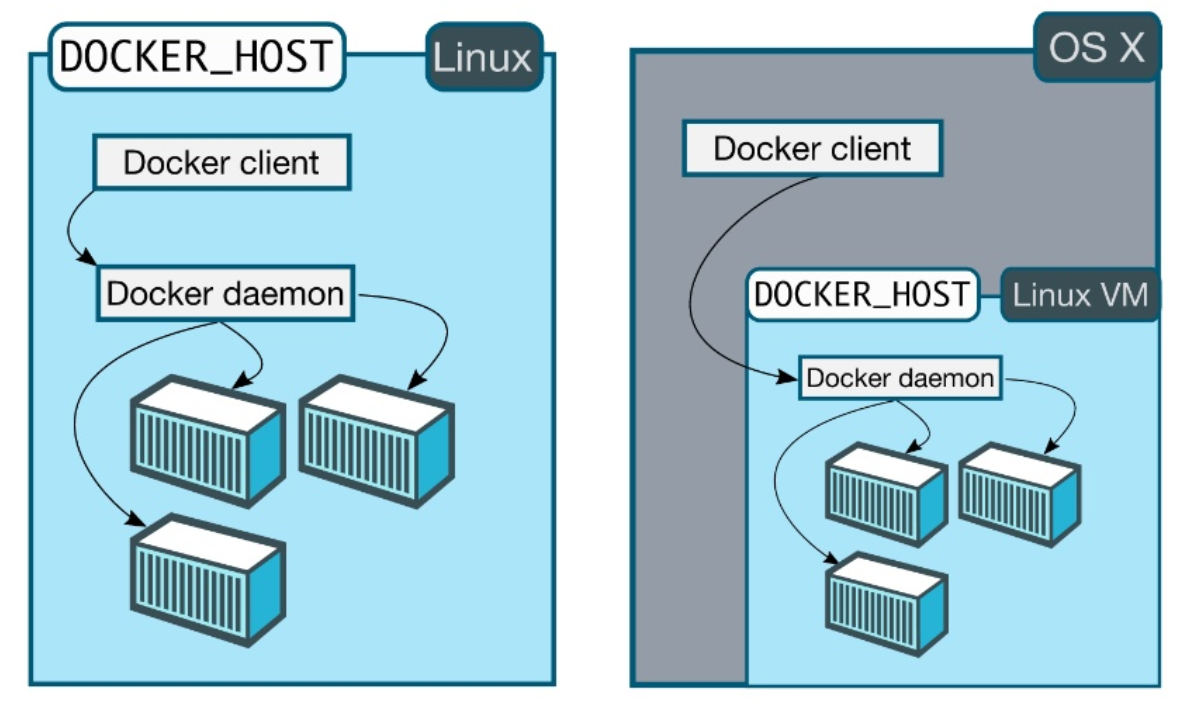 DOCKER_HOST
Linux
Docker client
Docker daemon
OS X
Docker client
DOCKER_HOST
Linux VM
Docker daemon